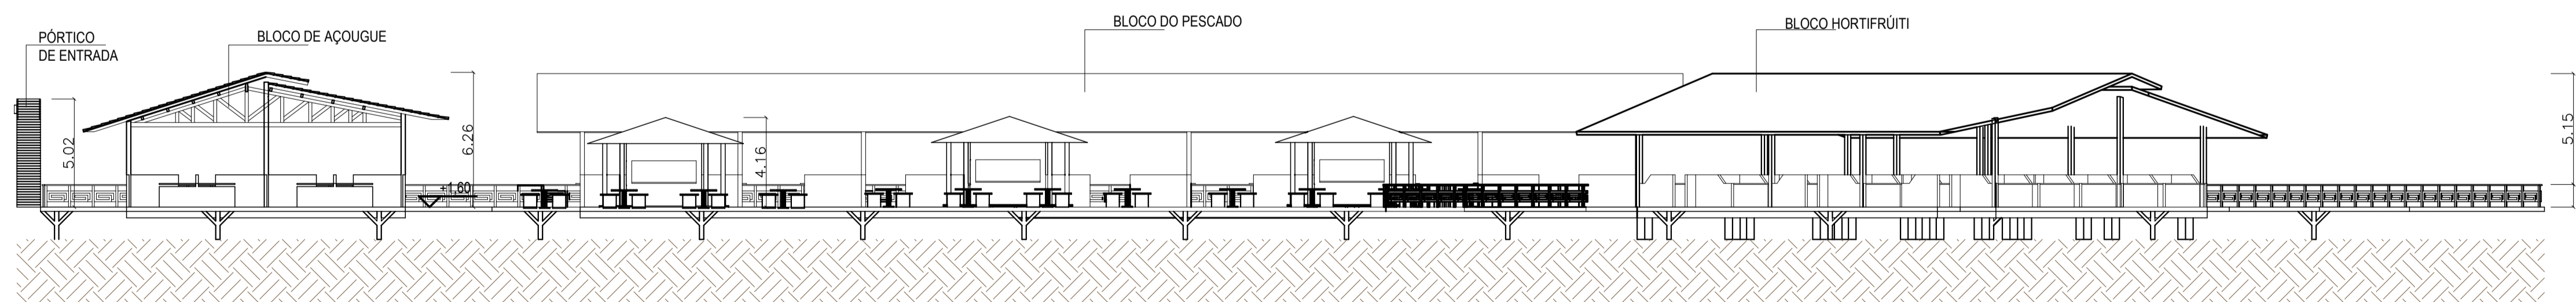 PÓRTICO
DE ENTRADA
BLOCO DE AÇOUGUE
BLOCO DO PESCADO
BLOCO HORTIFRÚITI
5.02
6.26
+1,60
4.16
5.15